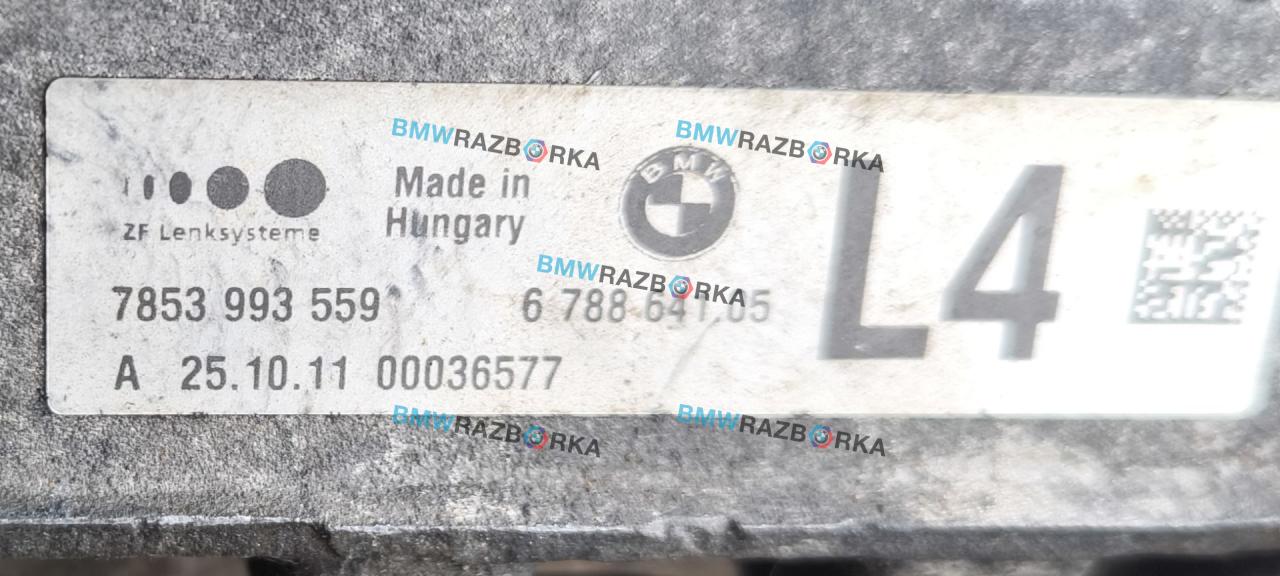 ZF Lenksysteme
Made in
Hungary
BMW
L4
7853 993 559
6 788 641.05
A 25.10.11 00036577
BMWRAZBORKA
BMWRAZBORKA
BMWRAZBORKA
BMWRAZBORKA
BMWRAZBORKA